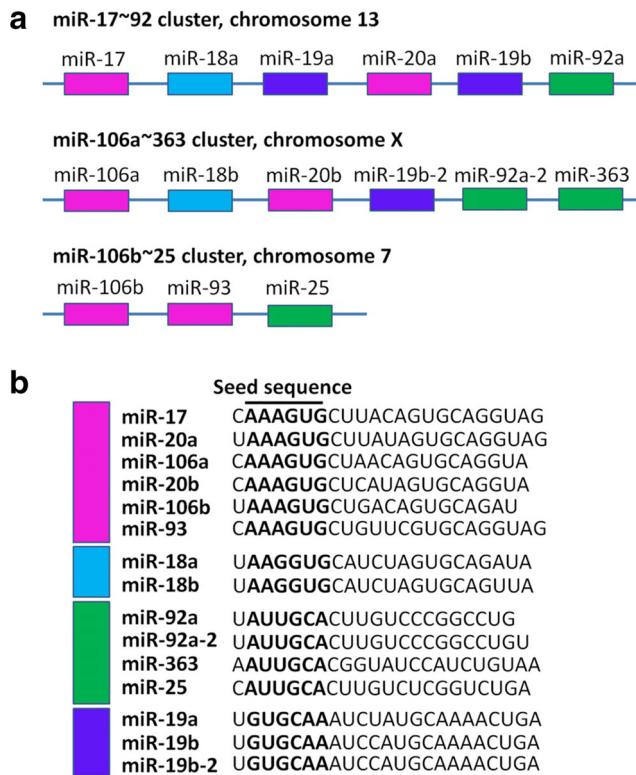 a
miR-17~92 cluster, chromosome 13
miR-17 miR-18a miR-19a miR-20a miR-19b miR-92a
miR-106a~363 cluster, chromosome X
miR-106a miR-18b miR-20b miR-19b-2 miR-92a-2 miR-363
miR-106b~25 cluster, chromosome 7
miR-106b miR-93 miR-25
b
Seed sequence
miR-17 CAAAGUGCUUACAGUGCAGGUAG
miR-20a UAAAGUGCUUAUAGUGCAGGUAG
miR-106a CAAAGUGCUAACAGUGCAGGUA
miR-20b CAAAGUGCUCAUAGUGCAGGUA
miR-106b UAAAGUGCUGACAGUGCAGAU
miR-93 CAAAGUGCUGUUCGUGCAGGUAG
miR-18a UAAGGUGCAUCUAGUGCAGAUA
miR-18b UAAGGUGCAUCUAGUGCAGUUA
miR-92a UAUUGCACUUGUCCCGGCCUG
miR-92a-2 UAUUGCACUUGUCCCGGCCUGU
miR-363 AAUUGCACGGUAUCCAUCUGUAA
miR-25 CAUUGCACUUGUCUCGGUCUGA
miR-19a UGUGCAAAUCUAUGCAAAACUGA
miR-19b UGUGCAAAUCCAUGCAAAACUGA
miR-19b-2 UGUGCAAAUCCAUGCAAAACUGA